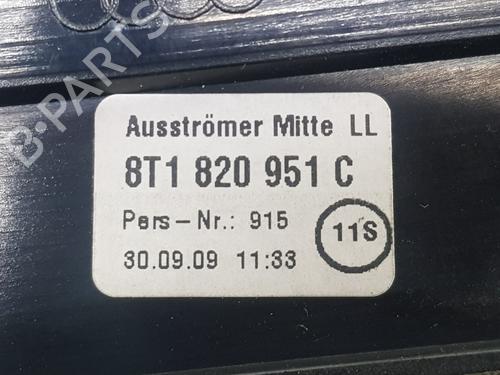 B-PARTS
Ausströmer Mitte LL
8T1 820 951 C
Pers-Nr.: 915
11S
30.09.09 11:33